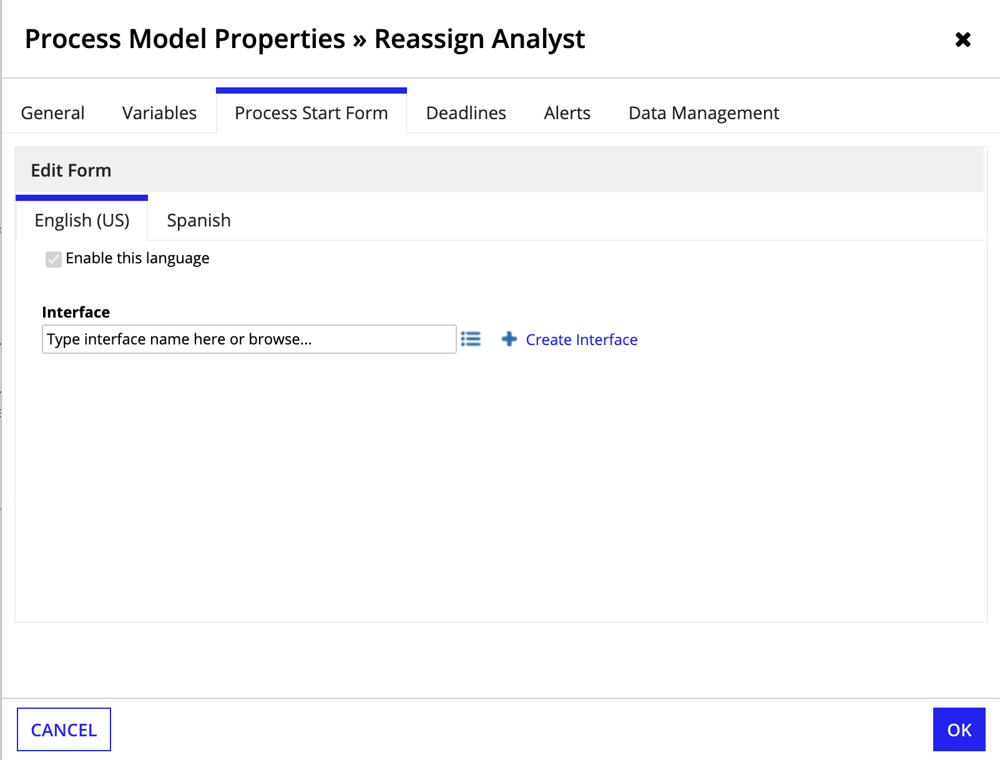 Process Model Properties » Reassign Analyst
General Variables Process Start Form Deadlines Alerts Data Management
Edit Form
English (US) Spanish
Enable this language
Interface
Type interface name here or browse... Create Interface
CANCEL OK